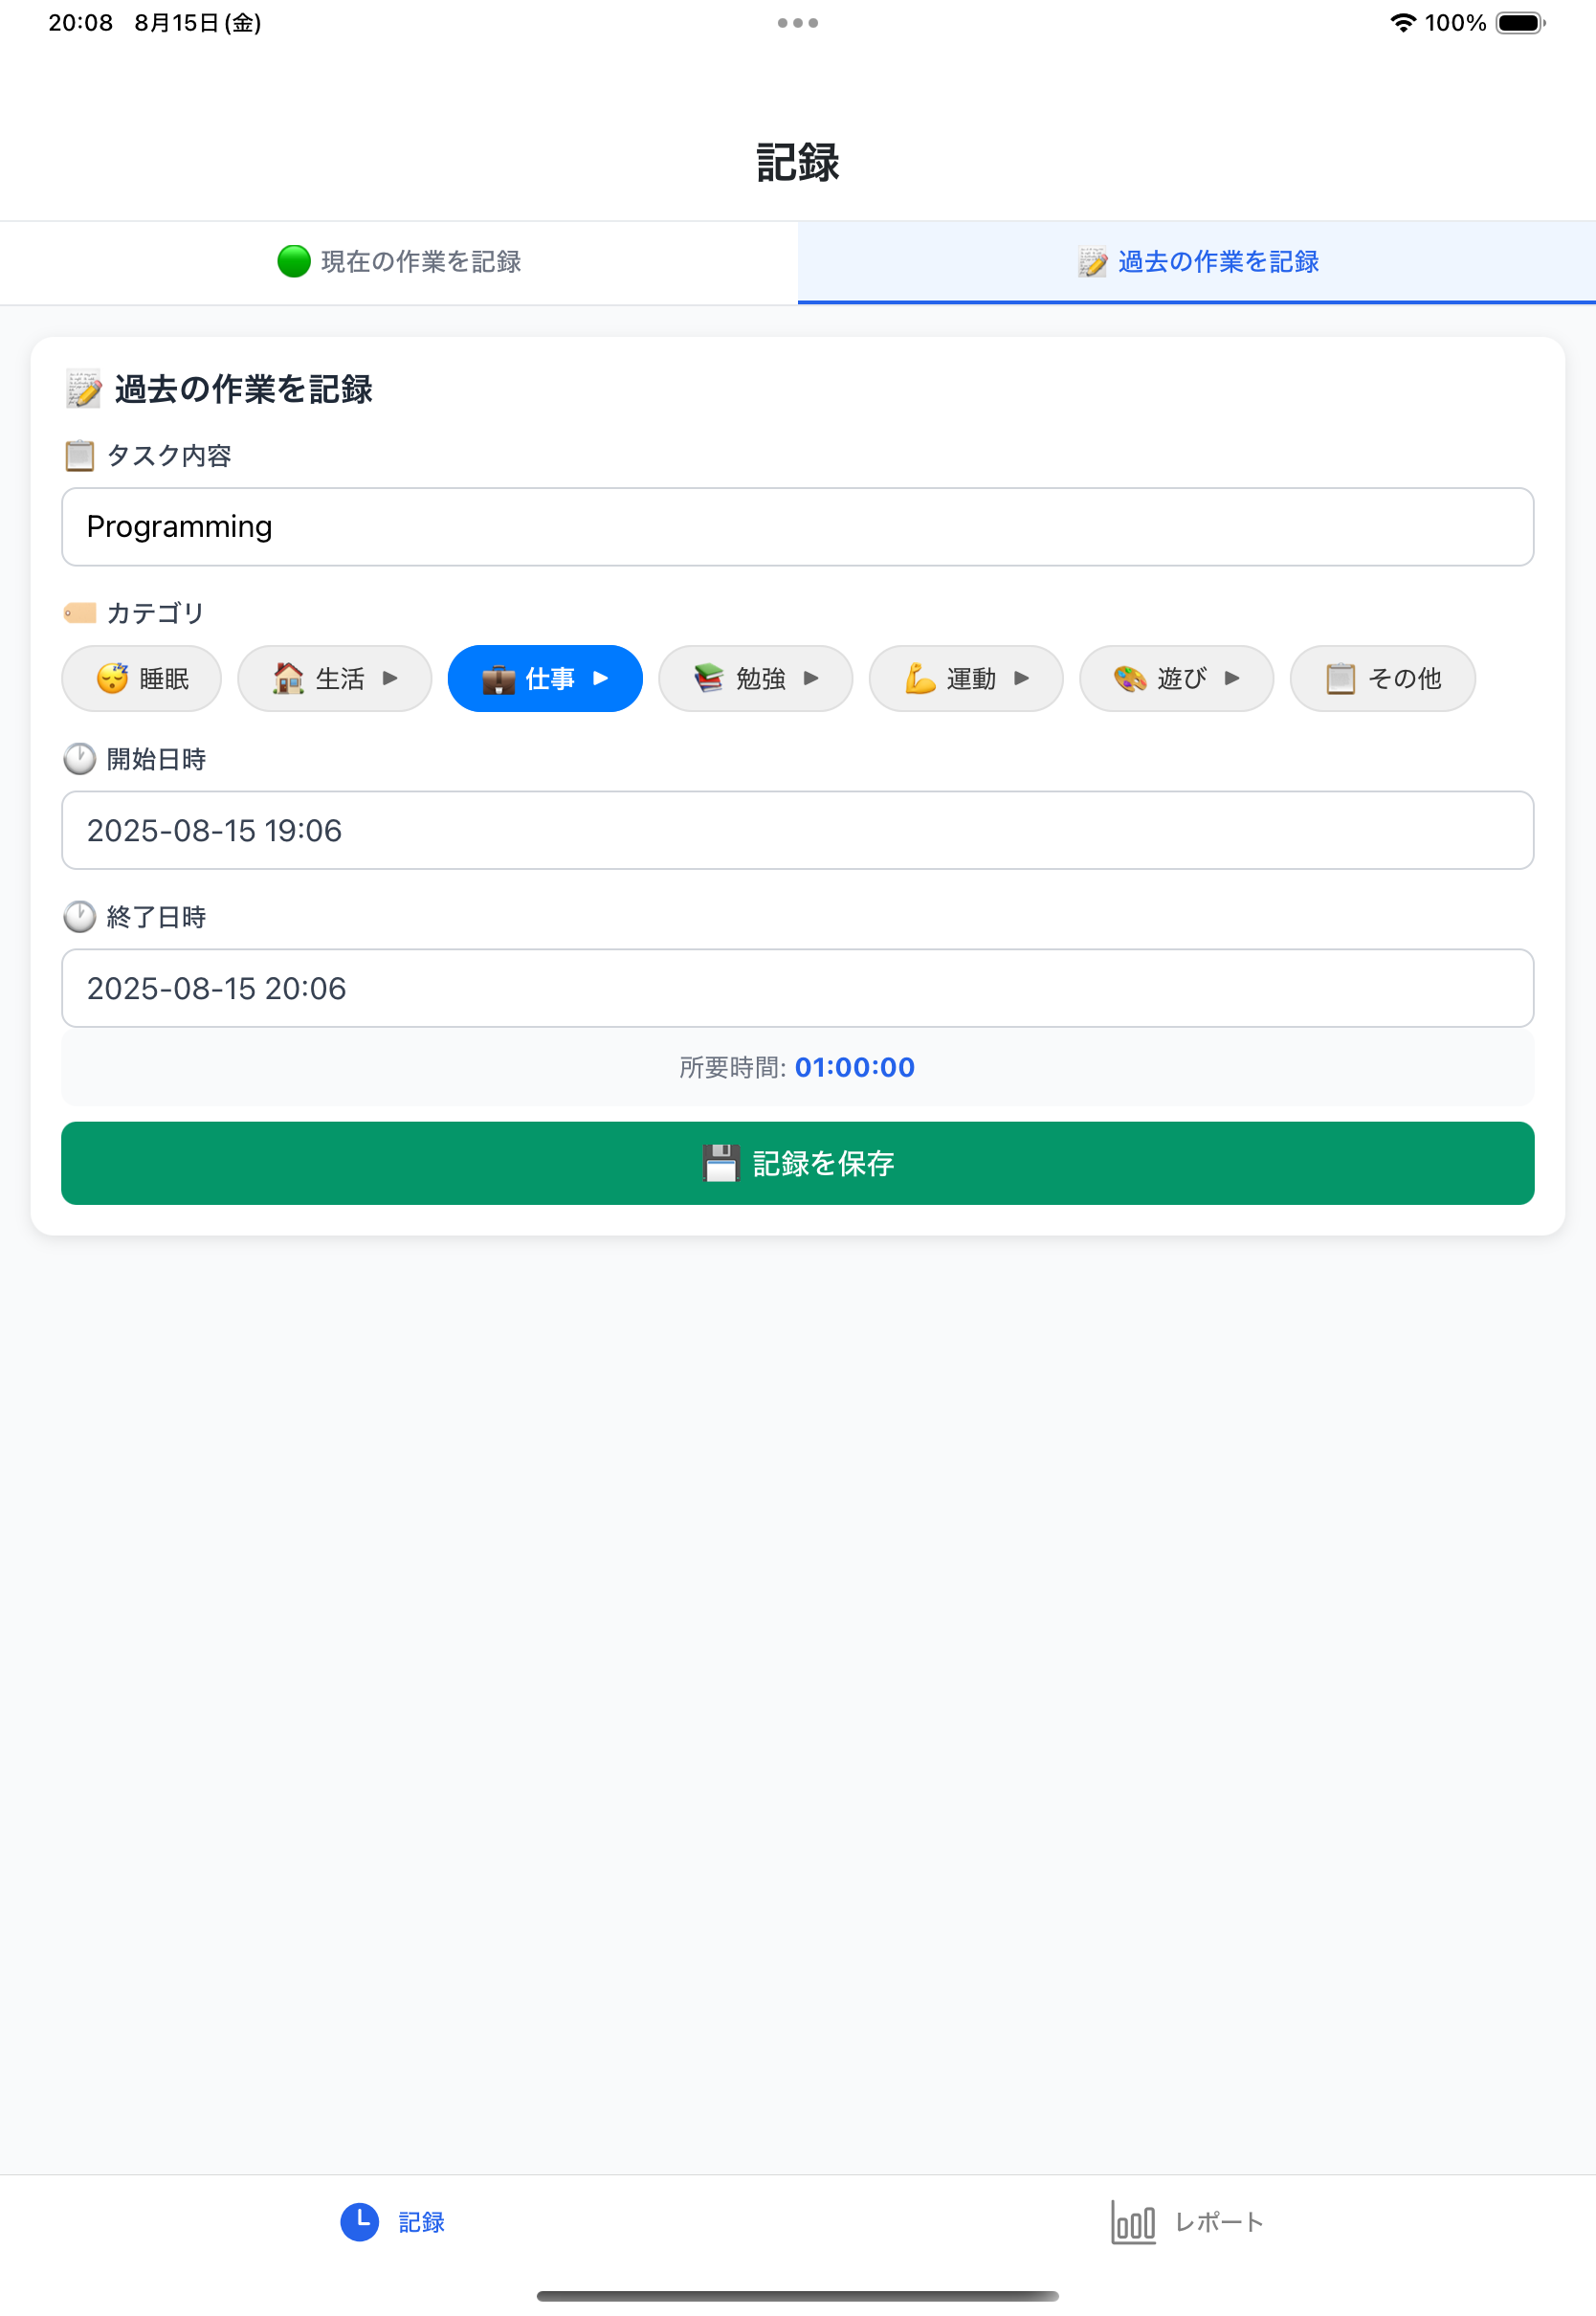 20:08 8月15日(金)
100%
記録
現在の作業を記録
過去の作業を記録
過去の作業を記録
タスク内容
Programming
カテゴリ
睡眠 生活 仕事 勉強 運動 遊び その他
開始日時
2025-08-15 19:06
終了日時
2025-08-15 20:06
所要時間: 01:00:00
記録を保存
記録
レポート